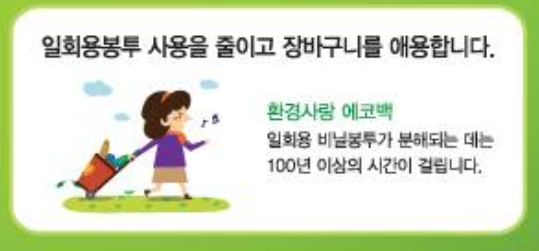 일회용봉투 사용을 줄이고 장바구니를 애용합니다.
환경사랑 에코백
일회용 비닐봉투가 분해되는 데는
100년 이상의 시간이 걸립니다.